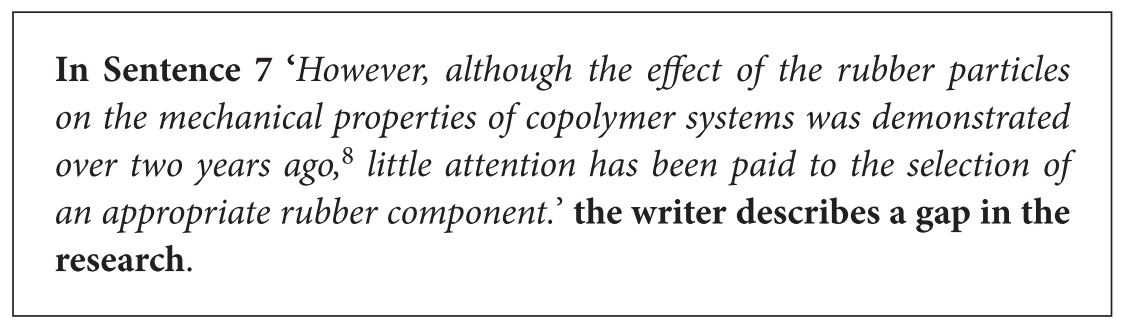 In Sentence 7 ‘However, although the effect of the rubber particles
on the mechanical properties of copolymer systems was demonstrated
over two years ago,⁸ little attention has been paid to the selection of
an appropriate rubber component.’ the writer describes a gap in the
research.